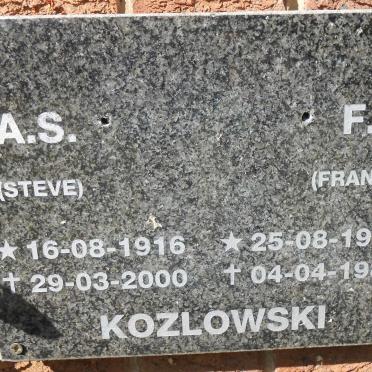 A.S. F.
(STEVE) (FRAN
★ 16-08-1916 ★ 25-08-19
† 29-03-2000 † 04-04-19
KOZLOWSKI